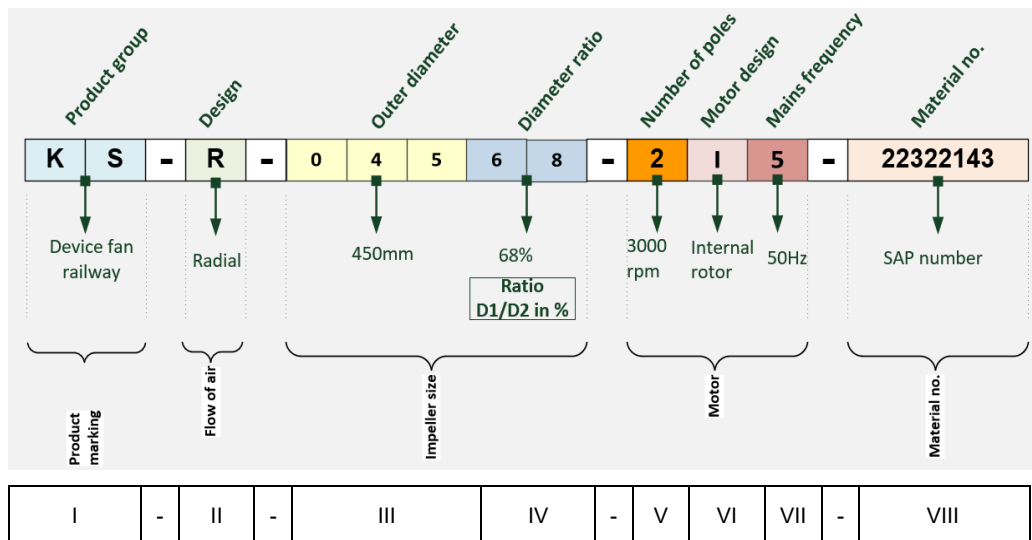 Product group
Design
Outer diameter
Diameter ratio
Number of poles
Motor design
Mains frequency
Material no.
K S - R - 0 4 5 6 8 - 2 I 5 - 22322143
Device fan
railway
Radial
450mm
68%
Ratio
D1/D2 in %
3000
rpm
Internal
rotor
50Hz
SAP number
Product
marking
Flow of air
Impeller size
Motor
Material no.
I - II - III IV - V VI VII - VIII